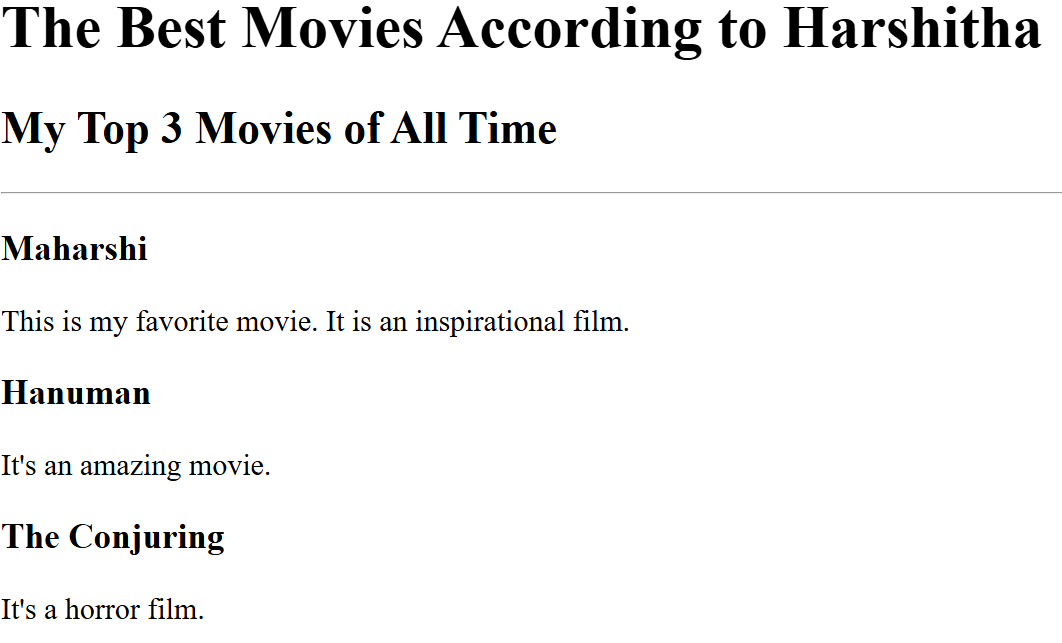 The Best Movies According to Harshitha
My Top 3 Movies of All Time
Maharshi
This is my favorite movie. It is an inspirational film.
Hanuman
It's an amazing movie.
The Conjuring
It's a horror film.